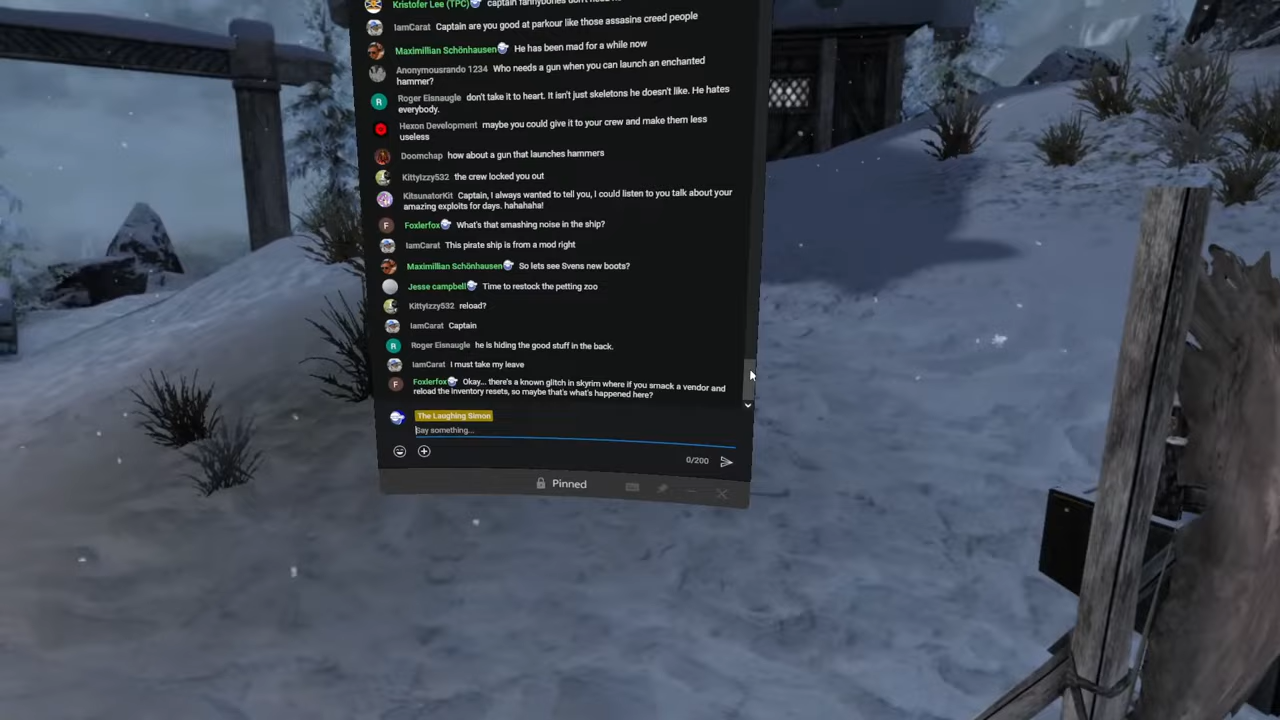 Kristofer Lee (TPC) captain fannybones don't need
IamCarat Captain are you good at parkour like those assasins creed people
Maximillian Schönhausen He has been mad for a while now
Anonymousrando 1234 Who needs a gun when you can launch an enchanted
hammer?
Roger Eisnaugle don't take it to heart. It isn't just skeletons he doesn't like. He hates
everybody.
Hexon Development maybe you could give it to your crew and make them less
useless
Doomchap how about a gun that launches hammers
KittyIzzy532 the crew locked you out
KitsunatorKit Captain, I always wanted to tell you, I could listen to you talk about your
amazing exploits for days. hahahaha!
Foxlerfox What's that smashing noise in the ship?
IamCarat This pirate ship is from a mod right
Maximillian Schönhausen So lets see Svens new boots?
Jesse campbell Time to restock the petting zoo
KittyIzzy532 reload?
IamCarat Captain
Roger Eisnaugle he is hiding the good stuff in the back.
IamCarat I must take my leave
Foxlerfox Okay... there's a known glitch in skyrim where if you smack a vendor and
reload the inventory resets, so maybe that's what's happened here?
The Laughing Simon
Say something...
0/200
Pinned